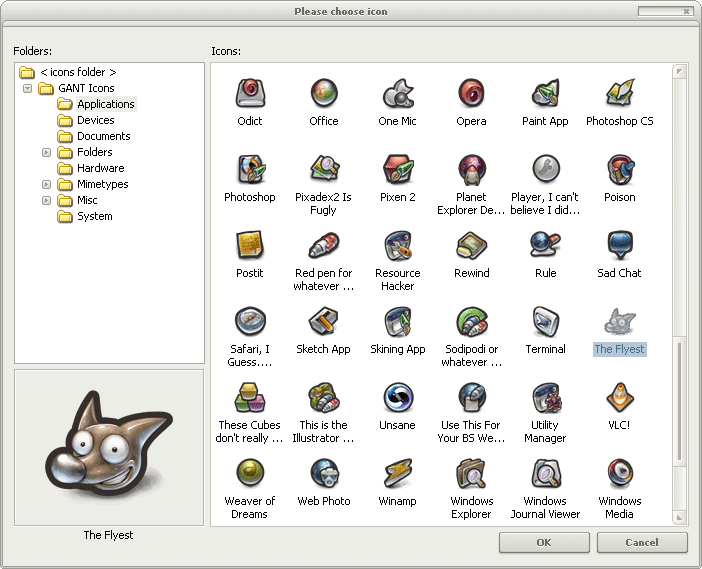 Please choose icon
Folders:
< icons folder >
GANT Icons
Applications
Devices
Documents
Folders
Hardware
Mimetypes
Misc
System
The Flyest
Icons:
Odict
Office
One Mic
Opera
Paint App
Photoshop CS
Photoshop
Pixadex2 Is
Fugly
Pixen 2
Planet
Explorer De...
Player, I can't
believe I did...
Poison
Postit
Red pen for
whatever ...
Resource
Hacker
Rewind
Rule
Sad Chat
Safari, I
Guess....
Sketch App
Skining App
Sodipodi or
whatever ...
Terminal
The Flyest
These Cubes
don't really ...
This is the
Illustrator ...
Unsane
Use This For
Your BS We...
Utility
Manager
VLC!
Weaver of
Dreams
Web Photo
Winamp
Windows
Explorer
Windows
Journal Viewer
Windows
Media
OK
Cancel